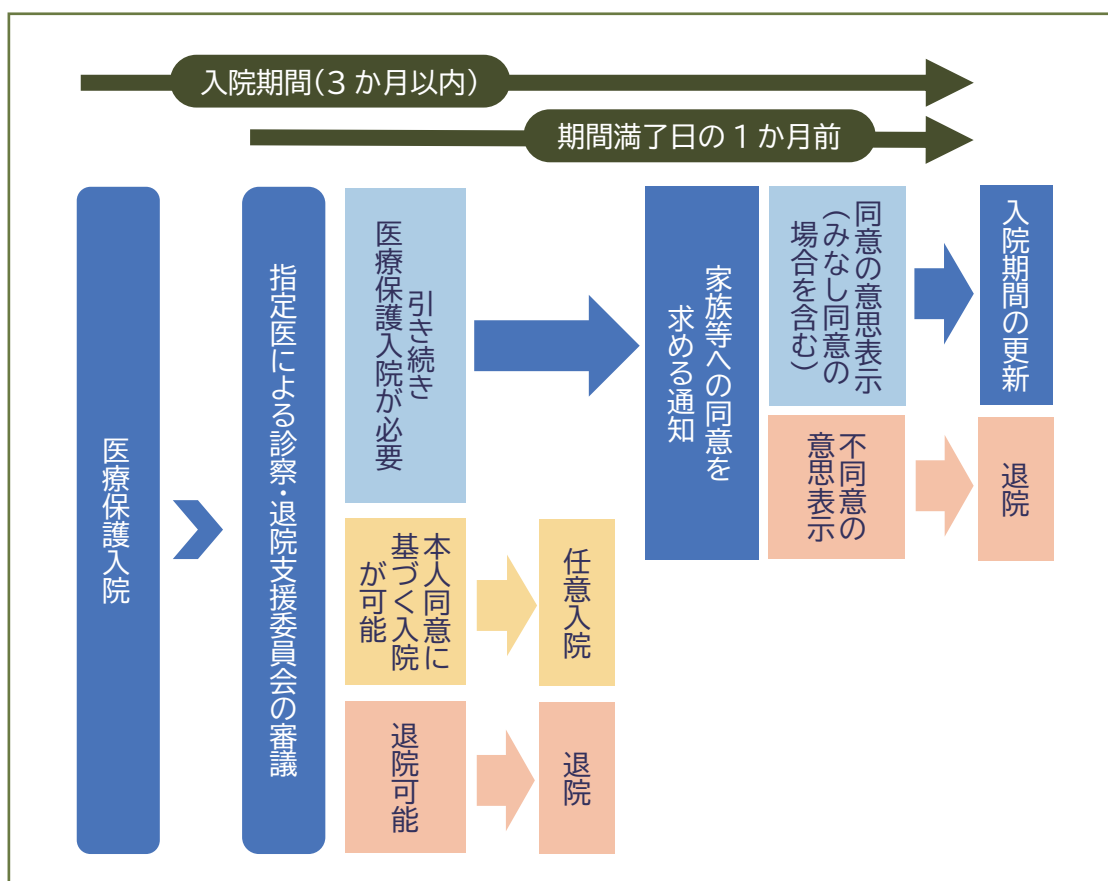 入院期間(3か月以内)
期間満了日の1か月前
医療保護入院
指定医による診察・退院支援委員会の審議
引き続き
医療保護入院が必要
本人同意に
基づく入院
が可能
任意入院
退院可能
退院
家族等への同意を
求める通知
同意の意思表示
(みなし同意の
場合を含む)
入院期間の更新
不同意の
意思表示
退院